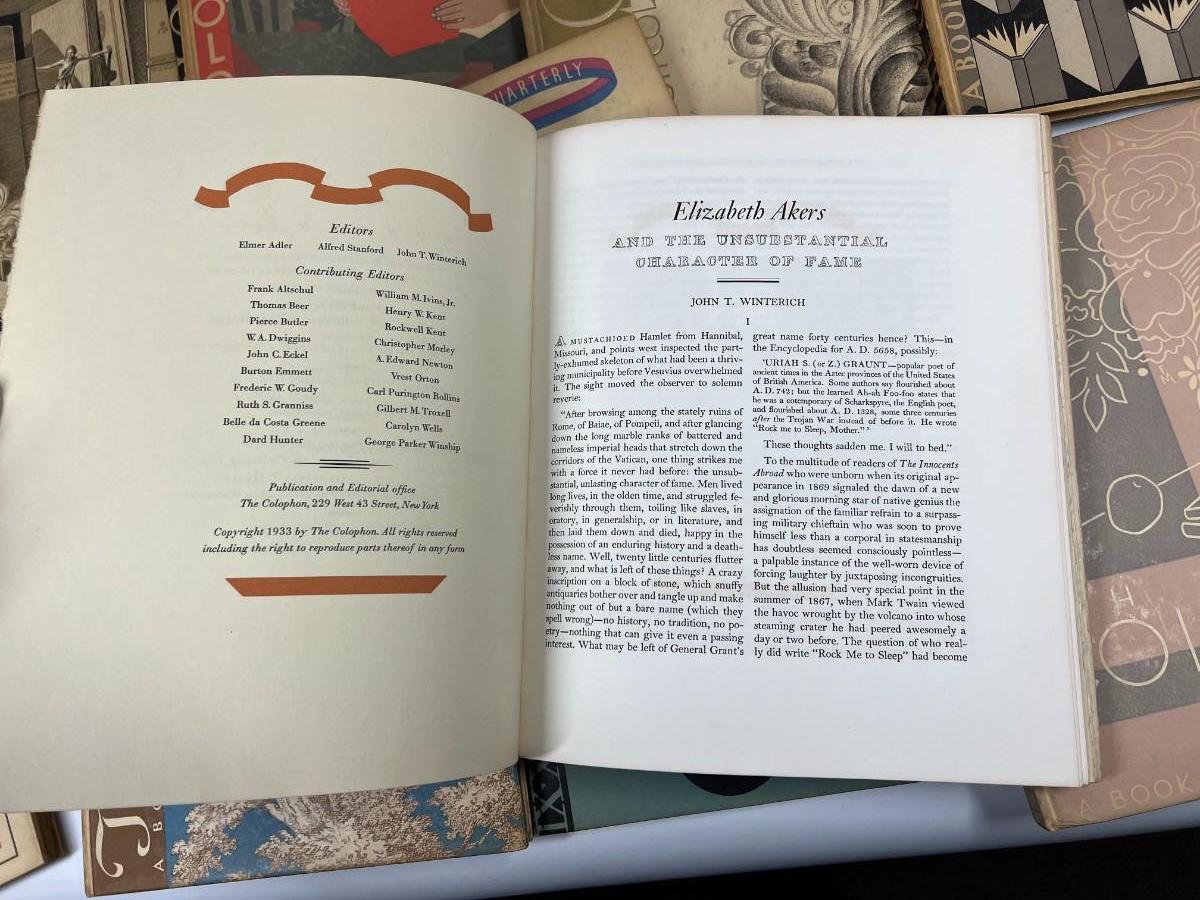 QUARTERLY
A BOOK
Editors
Elmer Adler Alfred Stanford John T. Winterich
Contributing Editors
Frank Altschul
Thomas Beer
Pierce Butler
W. A. Dwiggins
John C. Eckel
Burton Emmett
Frederic W. Goudy
Ruth S. Granniss
Belle da Costa Greene
Dard Hunter
William M. Ivins, Jr.
Henry W. Kent
Rockwell Kent
Christopher Morley
A. Edward Newton
Vrest Orton
Carl Purington Rollins
Gilbert M. Troxell
Carolyn Wells
George Parker Winship
Publication and Editorial office
The Colophon, 229 West 43 Street, New York
Copyright 1933 by The Colophon. All rights reserved
including the right to reproduce parts thereof in any form
Elizabeth Akers
AND THE UNSUBSTANTIAL
CHARACTER OF FAME
JOHN T. WINTERICH
I
A MUSTACHIOED Hamlet from Hannibal,
Missouri, and points west inspected the part-
ly-exhumed skeleton of what had been a thriv-
ing municipality before Vesuvius overwhelmed
it. The sight moved the observer to solemn
reverie:
"After browsing among the stately ruins of
Rome, of Baiae, of Pompeii, and after glancing
down the long marble ranks of battered and
nameless imperial heads that stretch down the
corridors of the Vatican, one thing strikes me
with a force it never had before: the unsub-
stantial, unlasting character of fame. Men lived
long lives, in the olden time, and struggled fe-
verishly through them, toiling like slaves, in
oratory, in generalship, or in literature, and
then laid them down and died, happy in the
possession of an enduring history and a death-
less name. Well, twenty little centuries flutter
away, and what is left of these things? A crazy
inscription on a block of stone, which snuffy
antiquaries bother over and tangle up and make
nothing out of but a bare name (which they
spell wrong)—no history, no tradition, no po-
etry—nothing that can give it even a passing
interest. What may be left of General Grant's
great name forty centuries hence? This—in
the Encyclopedia for A. D. 5658, possibly:
'URIAH S. (or Z.) GRAUNT—popular poet of
ancient times in the Aztec provinces of the United States
of British America. Some authors say flourished about
A. D. 742; but the learned Ah-ah Foo-foo states that
he was a cotemporary of Scharkspyre, the English poet,
and flourished about A. D. 1328, some three centuries
after the Trojan War instead of before it. He wrote
"Rock me to Sleep, Mother."'
These thoughts sadden me. I will to bed."
To the multitude of readers of The Innocents
Abroad who were unborn when its original ap-
pearance in 1869 signaled the dawn of a new
and glorious morning star of native genius the
assignation of the familiar refrain to a surpass-
ing military chieftain who was soon to prove
himself less than a corporal in statesmanship
has doubtless seemed consciously pointless—
a palpable instance of the well-worn device of
forcing laughter by juxtaposing incongruities.
But the allusion had very special point in the
summer of 1867, when Mark Twain viewed
the havoc wrought by the volcano into whose
steaming crater he had peered awesomely a
day or two before. The question of who real-
ly did write "Rock Me to Sleep" had become
A BOOK